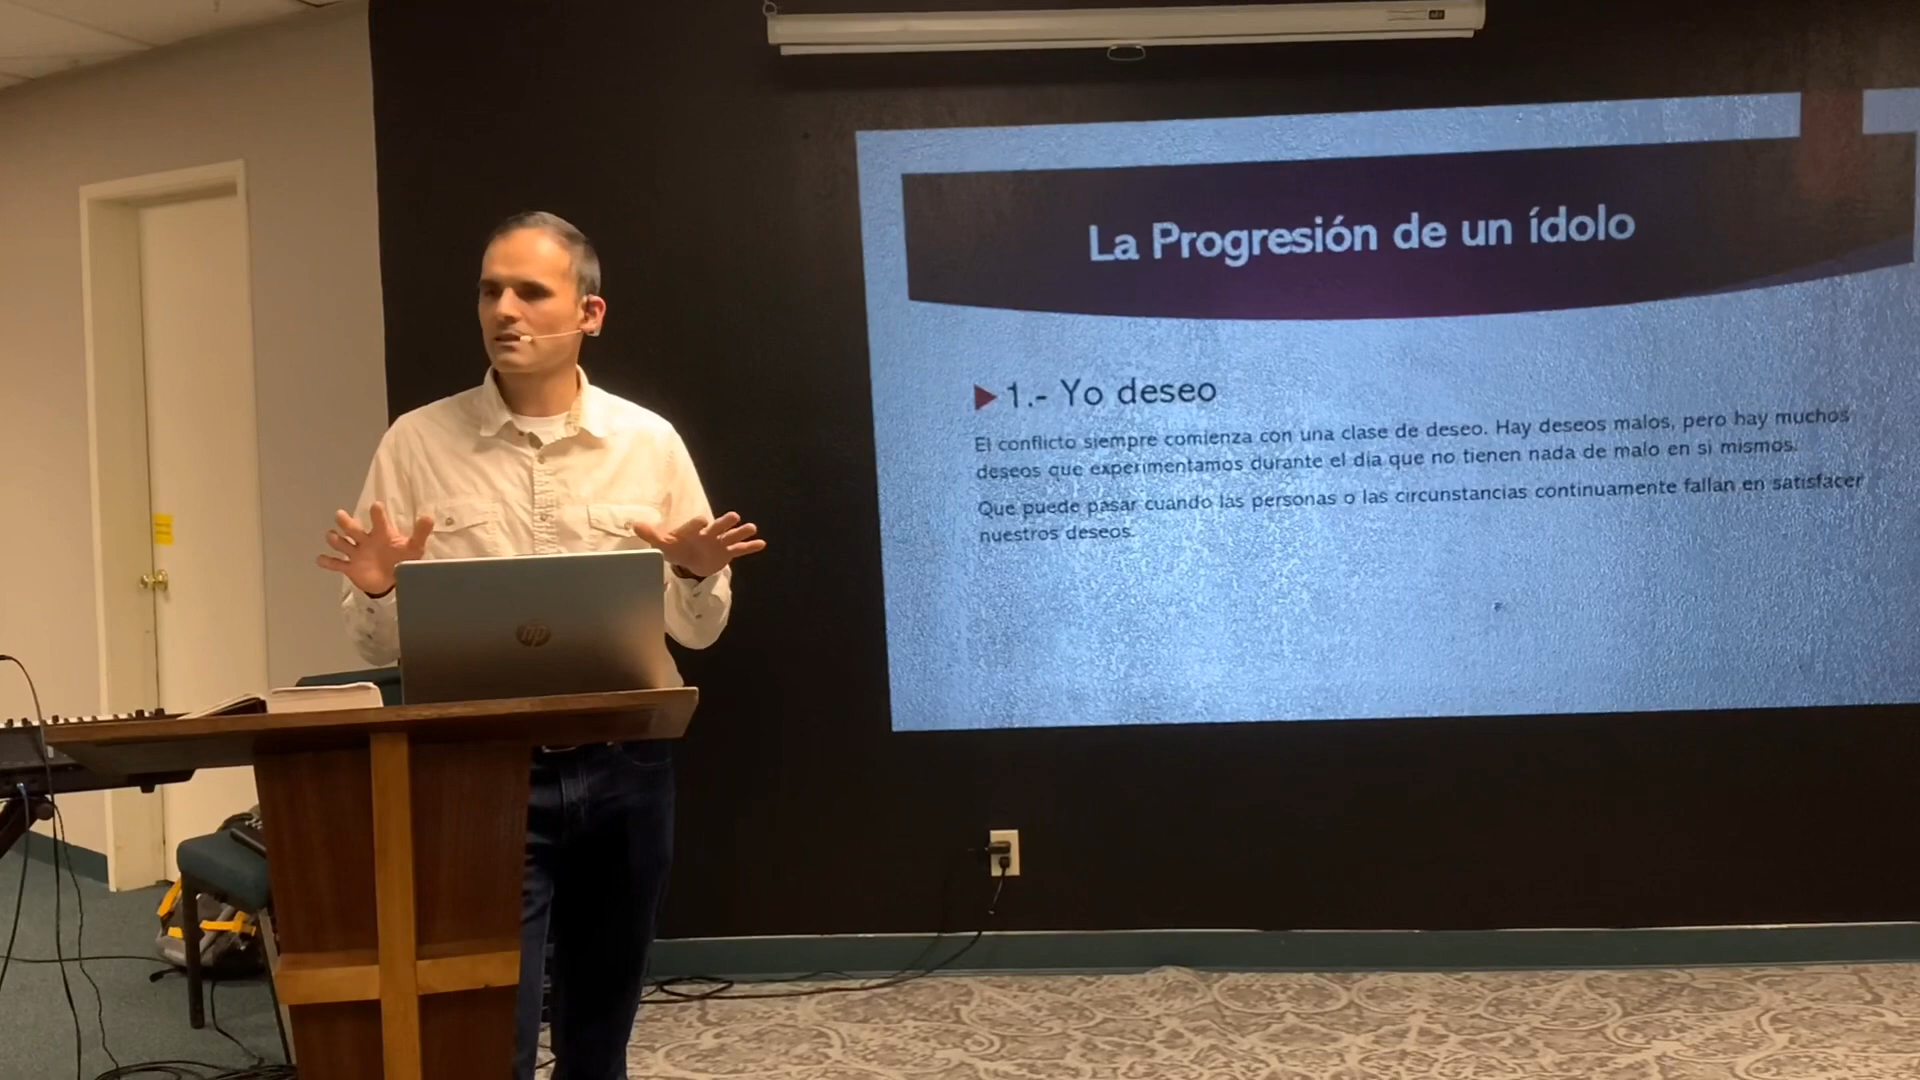 La Progresión de un ídolo
1.- Yo deseo
El conflicto siempre comienza con una clase de deseo. Hay deseos malos, pero hay muchos
deseos que experimentamos durante el dia que no tienen nada de malo en si mismos.
Que puede pasar cuando las personas o las circunstancias continuamente fallan en satisfacer
nuestros deseos.
hp